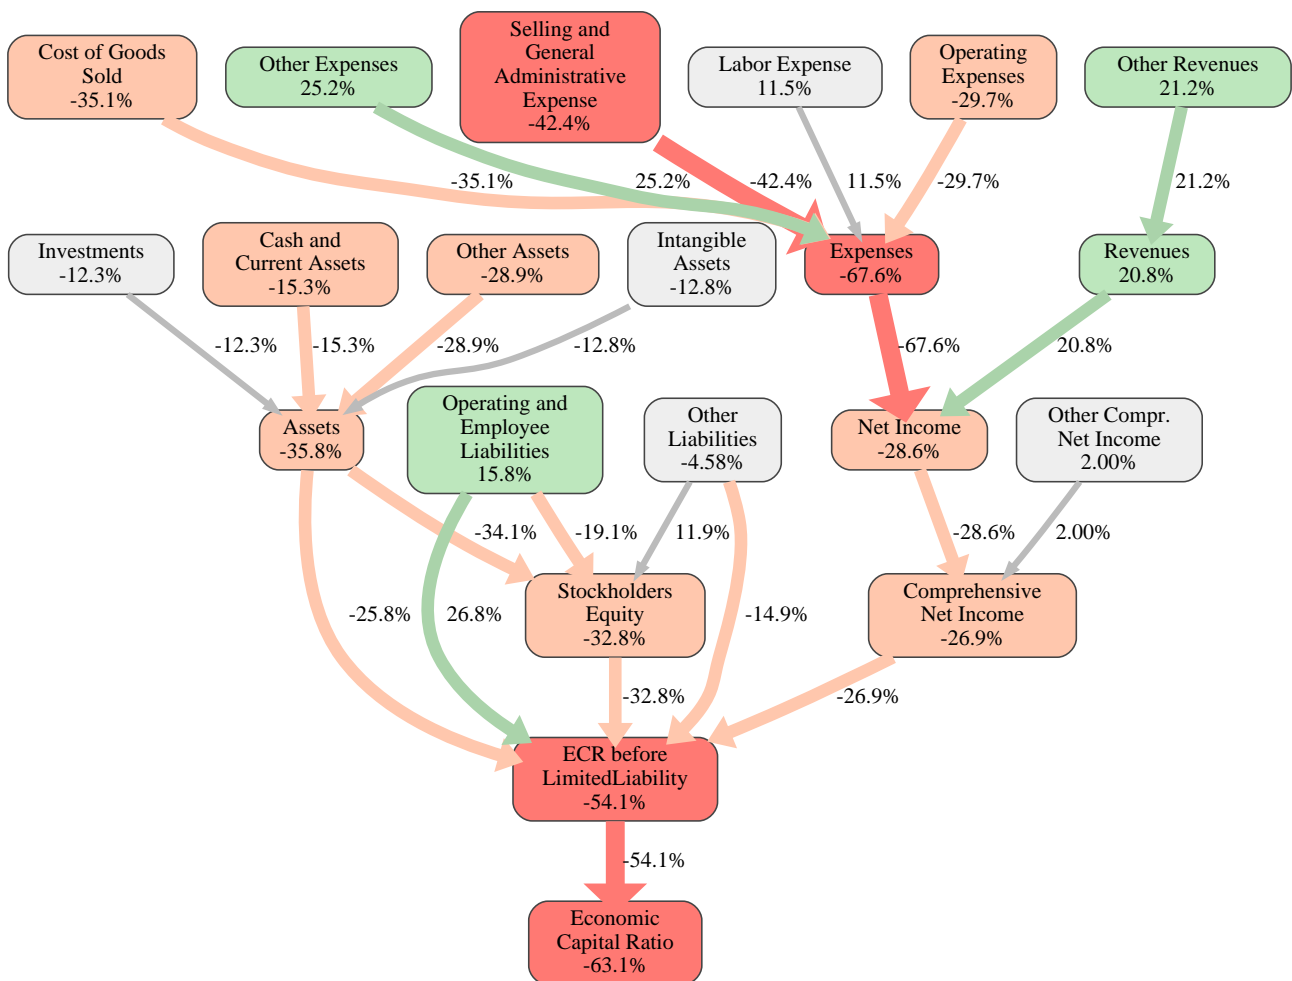 Cost of Goods
Sold
-35.1%
Other Expenses
25.2%
Selling and
General
Administrative
Expense
-42.4%
Labor Expense
11.5%
Operating
Expenses
-29.7%
Other Revenues
21.2%
-35.1%
25.2%
-42.4%
11.5%
-29.7%
21.2%
Investments
-12.3%
Cash and
Current Assets
-15.3%
Other Assets
-28.9%
Intangible
Assets
-12.8%
Expenses
-67.6%
Revenues
20.8%
-12.3%
-15.3%
-28.9%
-12.8%
-67.6%
20.8%
Assets
-35.8%
Operating and
Employee
Liabilities
15.8%
Other
Liabilities
-4.58%
Net Income
-28.6%
Other Compr.
Net Income
2.00%
-34.1%
-19.1%
11.9%
-28.6%
2.00%
-25.8%
26.8%
Stockholders
Equity
-32.8%
-14.9%
Comprehensive
Net Income
-26.9%
-32.8%
-26.9%
ECR before
LimitedLiability
-54.1%
-54.1%
Economic
Capital Ratio
-63.1%